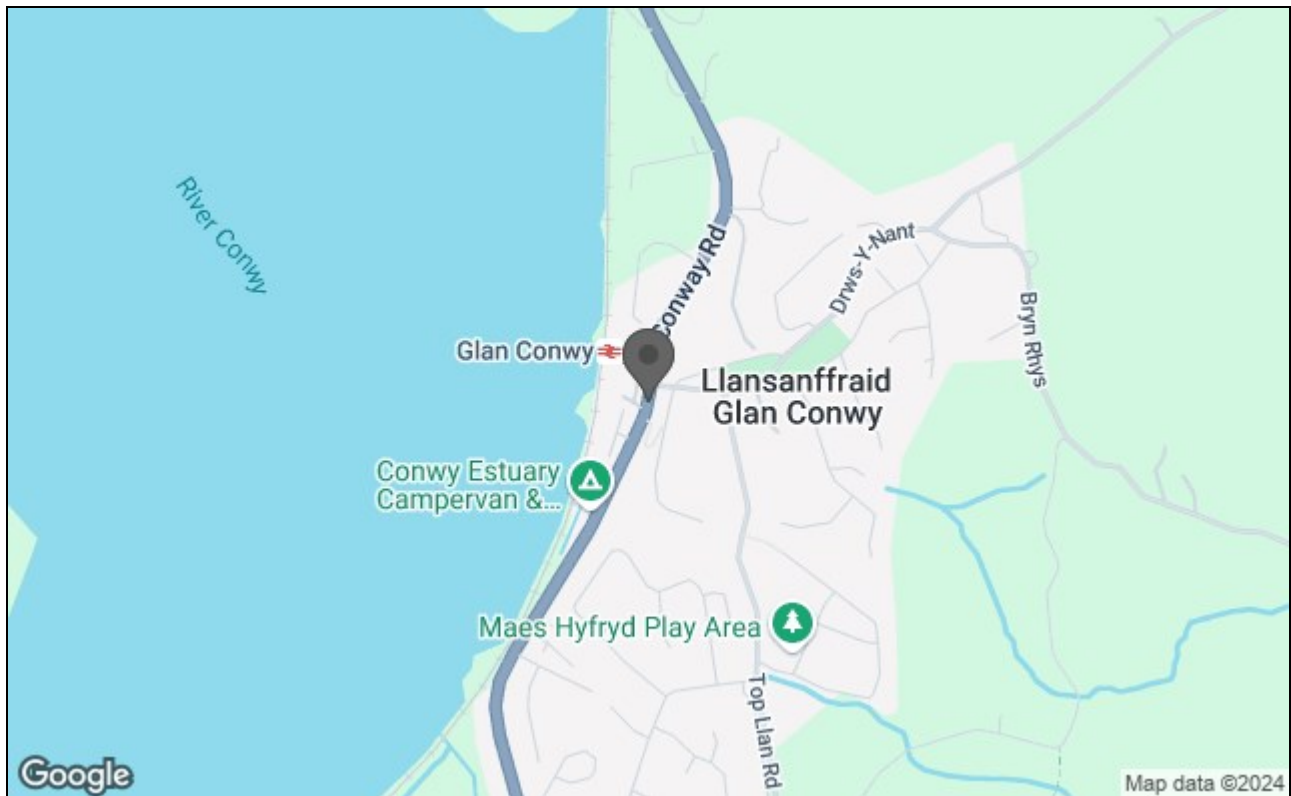 River Conwy
Conway Rd
Drws-Y-Nant
Bryn Rhys
Glan Conwy
Llansanffraid
Glan Conwy
Conwy Estuary
Campervan &...
Maes Hyfryd Play Area
Top Llan Rd
Google
Map data ©2024